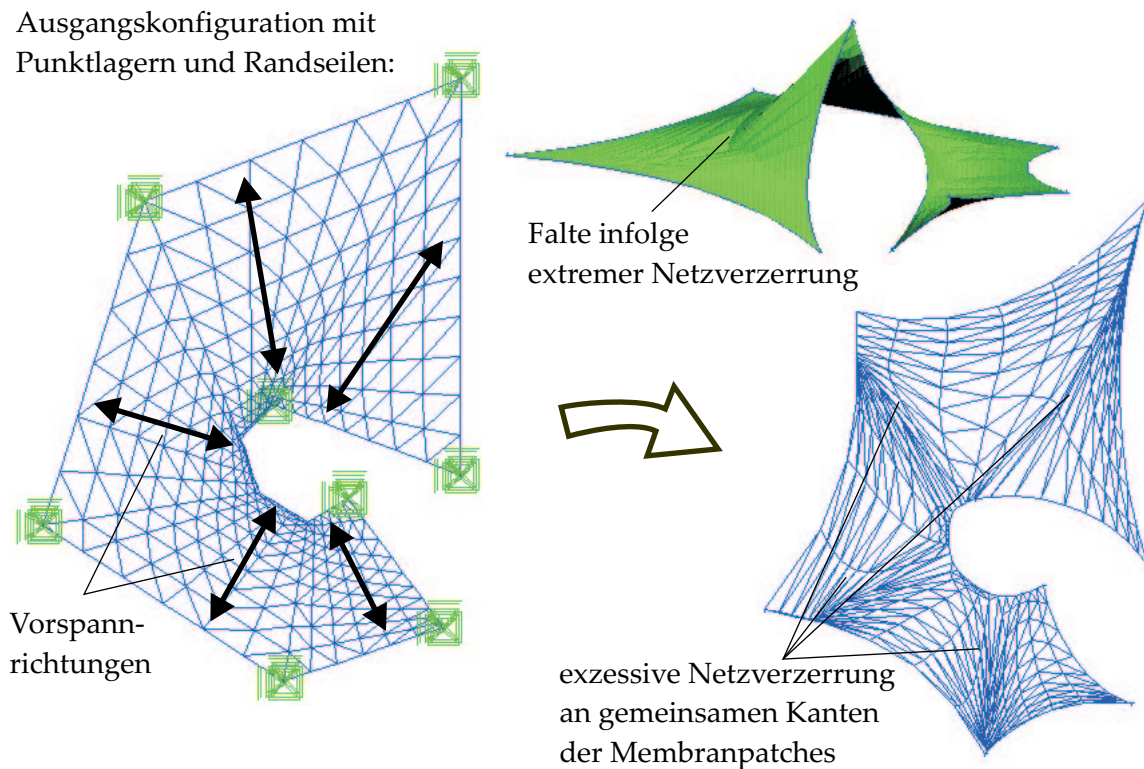 Ausgangskonfiguration mit
Punktlagern und Randseilen:
Falte infolge
extremer Netzverzerrung
Vorspann-
richtungen
exzessive Netzverzerrung
an gemeinsamen Kanten
der Membranpatches